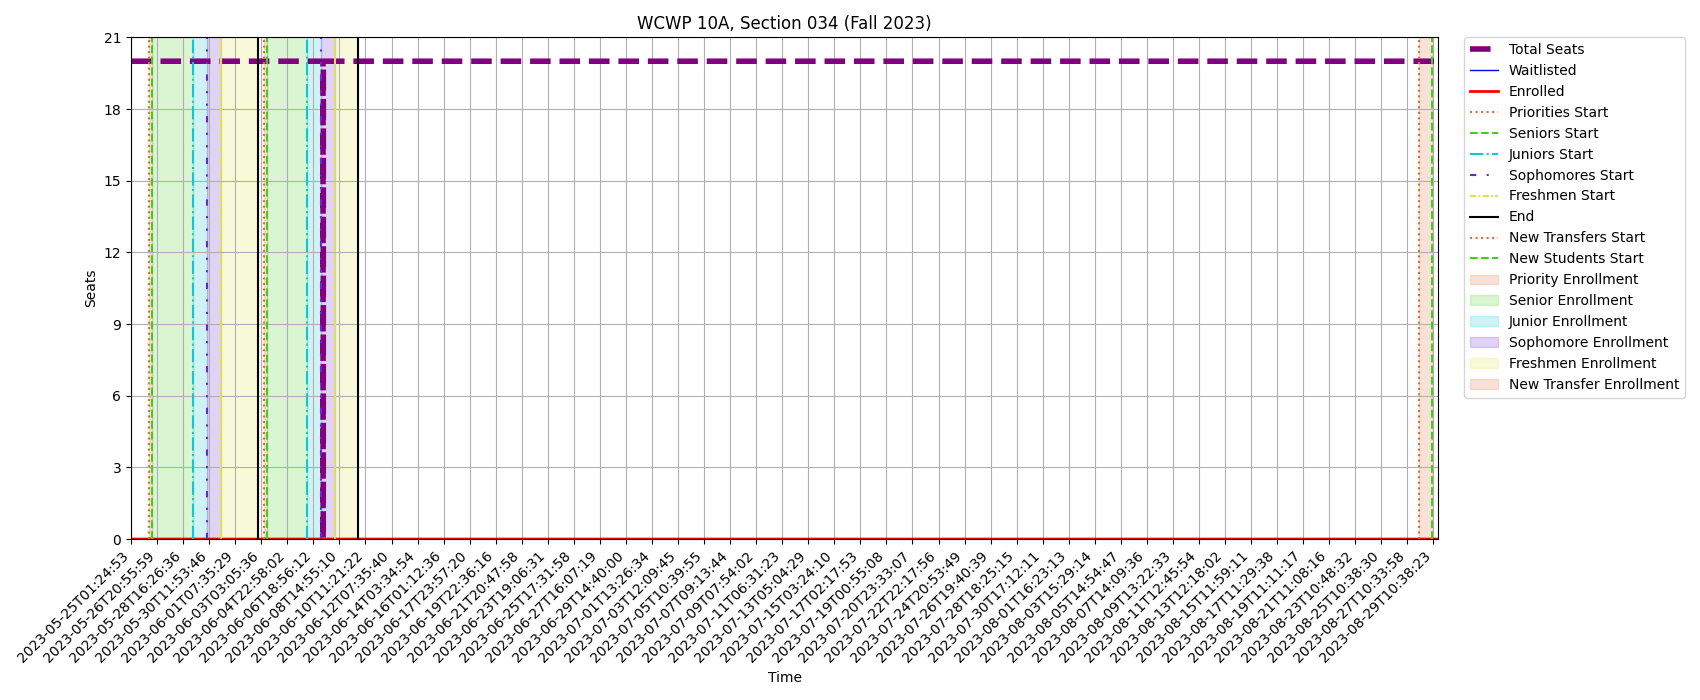 WCWP 10A, Section 034 (Fall 2023)
Seats
21
18
15
12
9
6
3
0
2023-05-25T01:24:53
2023-05-26T20:55:59
2023-05-28T16:26:36
2023-05-30T11:53:46
2023-06-01T07:35:29
2023-06-03T03:05:36
2023-06-04T22:58:02
2023-06-06T18:56:12
2023-06-08T14:55:10
2023-06-10T11:21:22
2023-06-12T07:35:40
2023-06-14T03:34:54
2023-06-16T01:12:36
2023-06-17T23:57:20
2023-06-19T22:36:16
2023-06-21T20:47:58
2023-06-23T19:06:31
2023-06-25T17:31:58
2023-06-27T16:07:19
2023-06-29T14:40:00
2023-07-01T13:26:34
2023-07-03T12:09:45
2023-07-05T10:39:55
2023-07-07T09:13:44
2023-07-09T07:54:02
2023-07-11T06:31:23
2023-07-13T05:04:29
2023-07-15T03:24:10
2023-07-17T02:17:53
2023-07-19T00:55:08
2023-07-20T23:33:07
2023-07-22T22:17:56
2023-07-24T20:53:49
2023-07-26T19:40:39
2023-07-28T18:25:15
2023-07-30T17:12:11
2023-08-01T16:23:13
2023-08-03T15:29:14
2023-08-05T14:54:47
2023-08-07T14:09:36
2023-08-09T13:22:33
2023-08-11T12:45:54
2023-08-13T12:18:02
2023-08-15T11:59:11
2023-08-17T11:29:38
2023-08-19T11:11:17
2023-08-21T11:08:16
2023-08-23T10:48:32
2023-08-25T10:38:30
2023-08-27T10:33:58
2023-08-29T10:38:23
Time
Total Seats
Waitlisted
Enrolled
Priorities Start
Seniors Start
Juniors Start
Sophomores Start
Freshmen Start
End
New Transfers Start
New Students Start
Priority Enrollment
Senior Enrollment
Junior Enrollment
Sophomore Enrollment
Freshmen Enrollment
New Transfer Enrollment